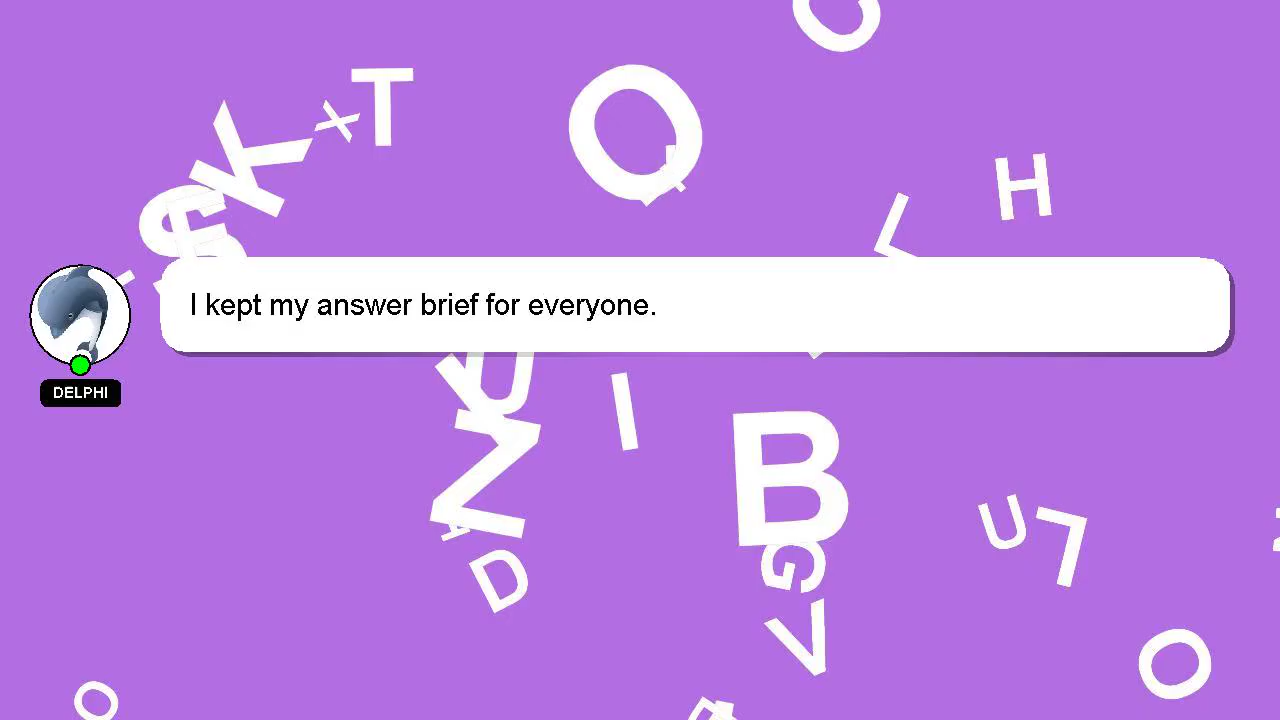 I kept my answer brief for everyone.
DELPHI
T
X
K
S
E
O
C
H
L
U
I
Z
B
D
G
V
U
L
O
O